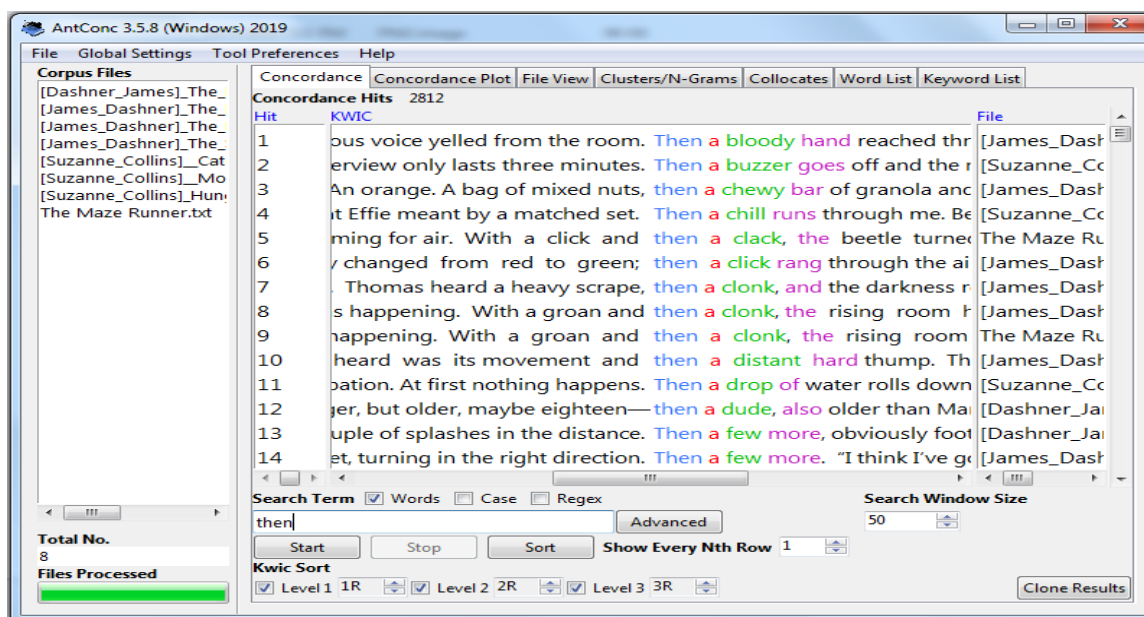 AntConc 3.5.8 (Windows) 2019
File Global Settings Tool Preferences Help
Corpus Files
[Dashner_James]_The_
[James_Dashner]_The_
[James_Dashner]_The_
[James_Dashner]_The_
[Suzanne_Collins]__Cat
[Suzanne_Collins]__Mo
[Suzanne_Collins]_Hun
The Maze Runner.txt
Total No.
8
Files Processed
Concordance Concordance Plot File View Clusters/N-Grams Collocates Word List Keyword List
Concordance Hits 2812
Hit KWIC File
1 ous voice yelled from the room. Then a bloody hand reached thr [James_Dash
2 erview only lasts three minutes. Then a buzzer goes off and the [Suzanne_Co
3 An orange. A bag of mixed nuts, then a chewy bar of granola and [James_Dash
4 at Effie meant by a matched set. Then a chill runs through me. Be [Suzanne_Co
5 ming for air. With a click and then a clack, the beetle turned The Maze Ru
6 y changed from red to green; then a click rang through the ai [James_Dash
7 . Thomas heard a heavy scrape, then a clonk, and the darkness r [James_Dash
8 s happening. With a groan and then a clonk, the rising room h [James_Dash
9 happening. With a groan and then a clonk, the rising room The Maze Ru
10 heard was its movement and then a distant hard thump. Th [James_Dash
11 pation. At first nothing happens. Then a drop of water rolls down [Suzanne_Co
12 ger, but older, maybe eighteen—then a dude, also older than Mar [Dashner_Jar
13 uple of splashes in the distance. Then a few more, obviously foot [Dashner_Jar
14 et, turning in the right direction. Then a few more. “I think I’ve go [James_Dash
Search Term Words Case Regex Search Window Size
then Advanced 50
Start Stop Sort Show Every Nth Row 1
Kwic Sort
Level 1 1R Level 2 2R Level 3 3R Clone Results